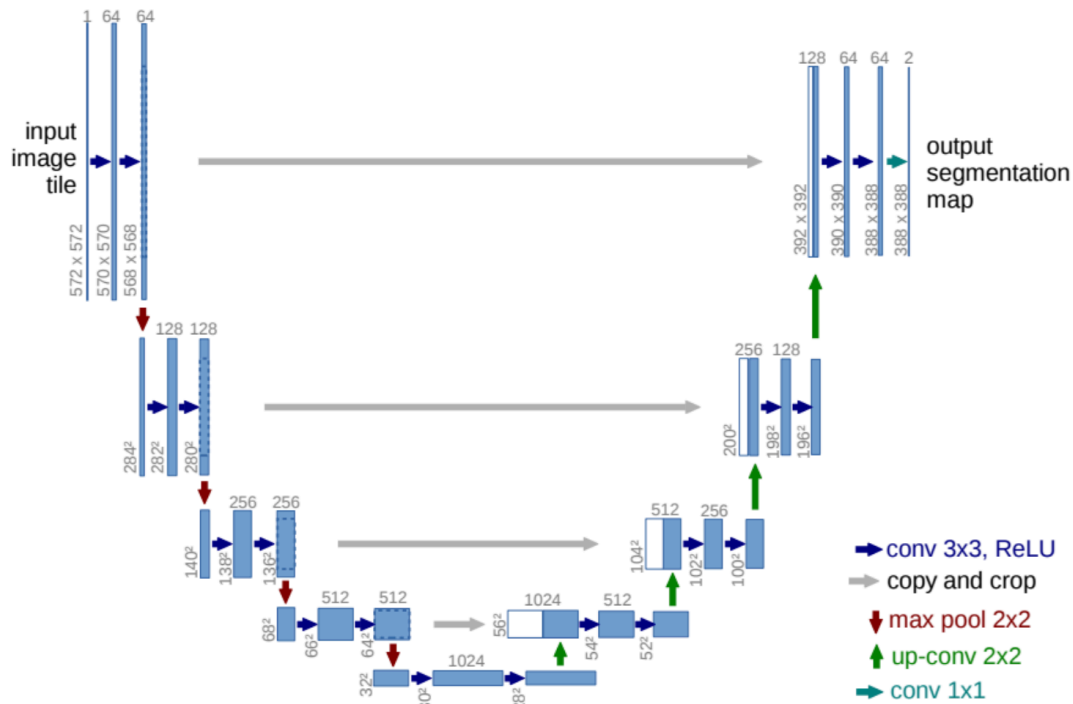 1 64 64
input
image
tile
572 x 572
570 x 570
568 x 568
128 64 64 2
392 x 392
390 x 390
388 x 388
388 x 388
output
segmentation
map
128 128
284²
282²
280²
256 128
200²
198²
196²
256 256
140²
138²
136²
512 256
104²
102²
100²
512 512
68²
66²
64²
1024 512
56²
54²
52²
1024
32²
conv 3x3, ReLU
copy and crop
max pool 2x2
up-conv 2x2
conv 1x1